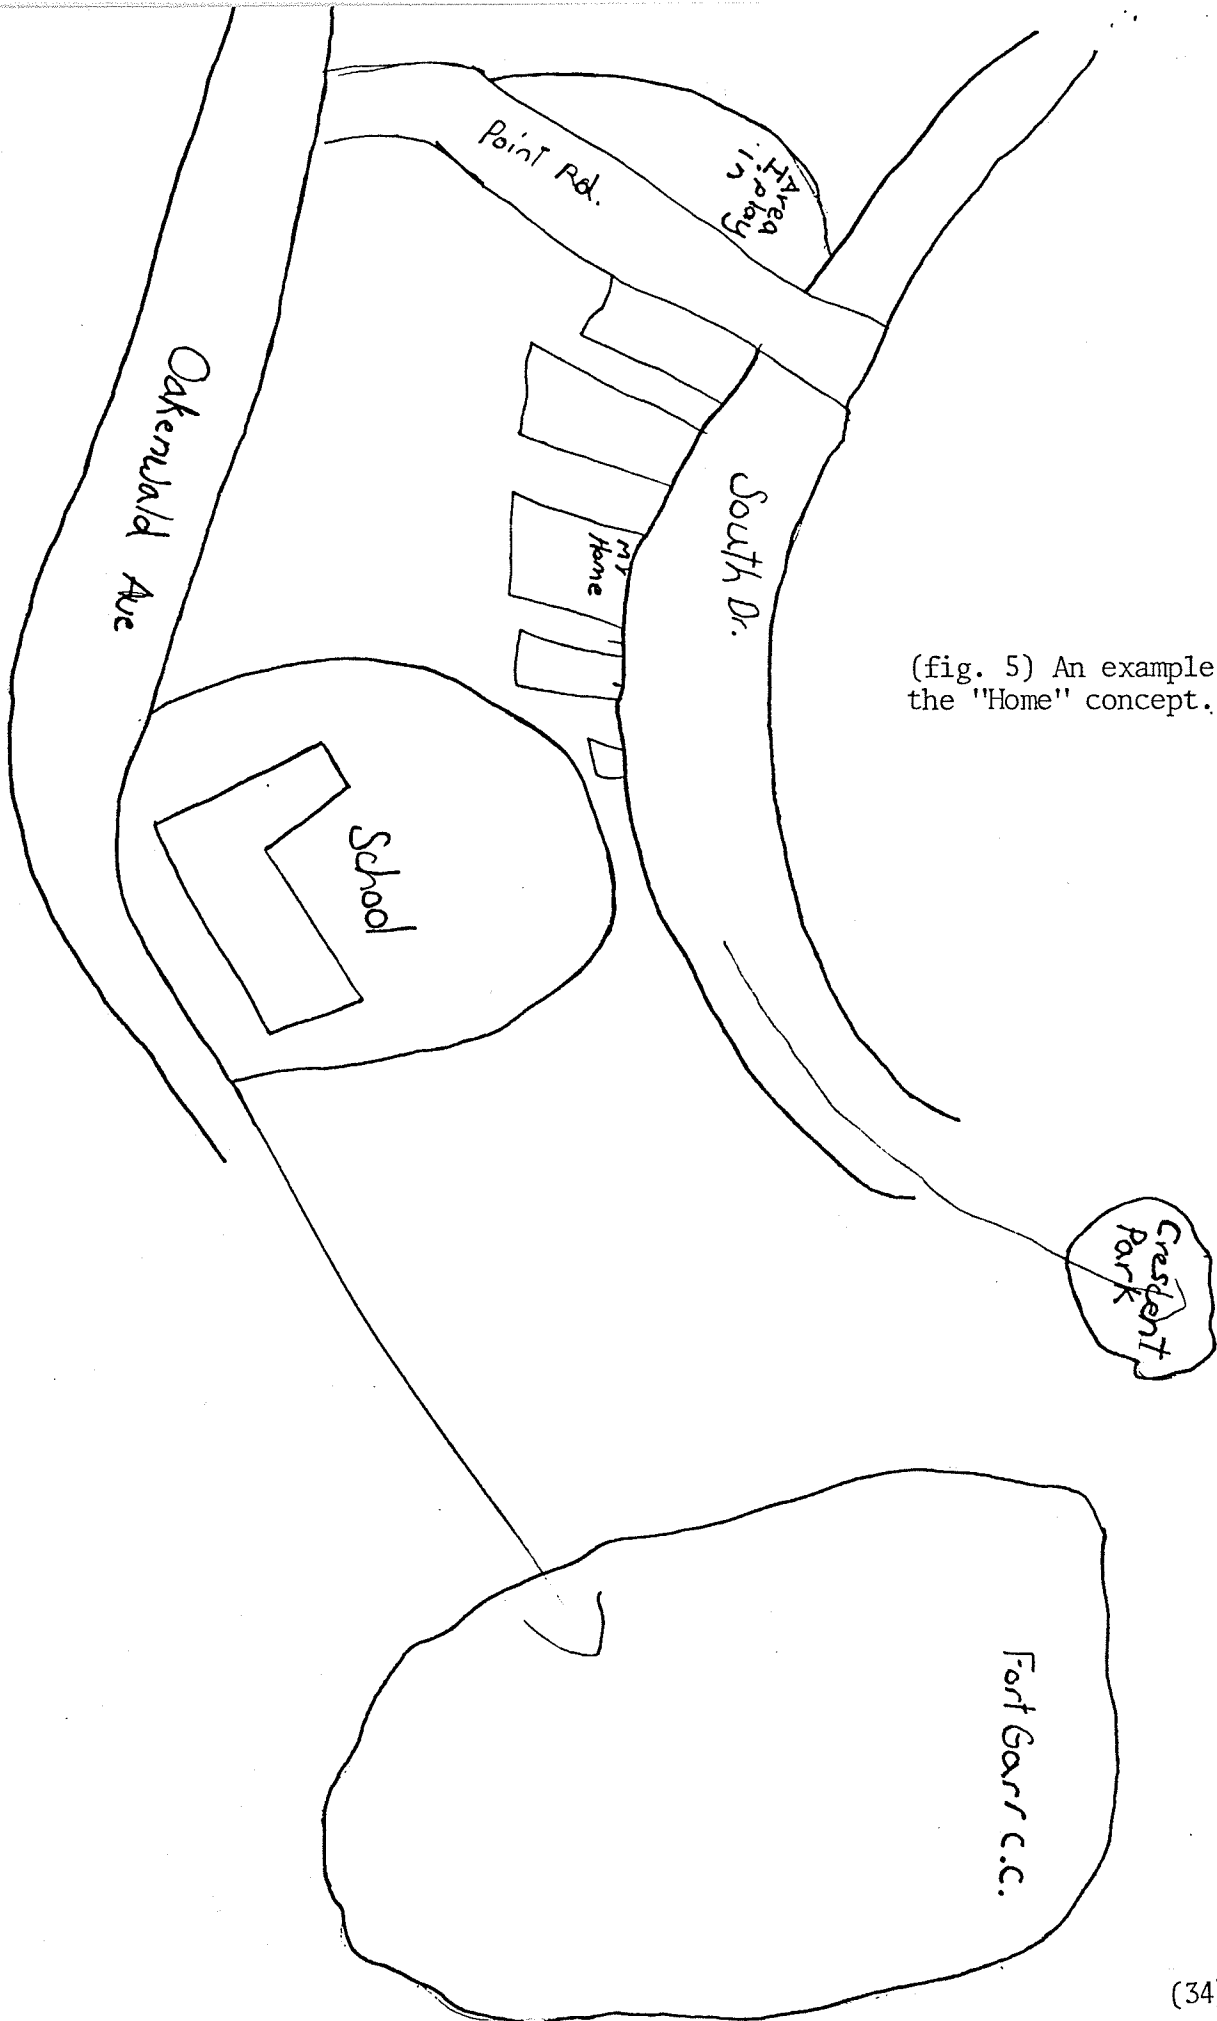 Point Rd.
Area
I play
in
Oakenwald Ave
South Dr.
My
Home
(fig. 5) An example
the "Home" concept.
School
Cresdent
Park
Fort Garr C.C.
(34